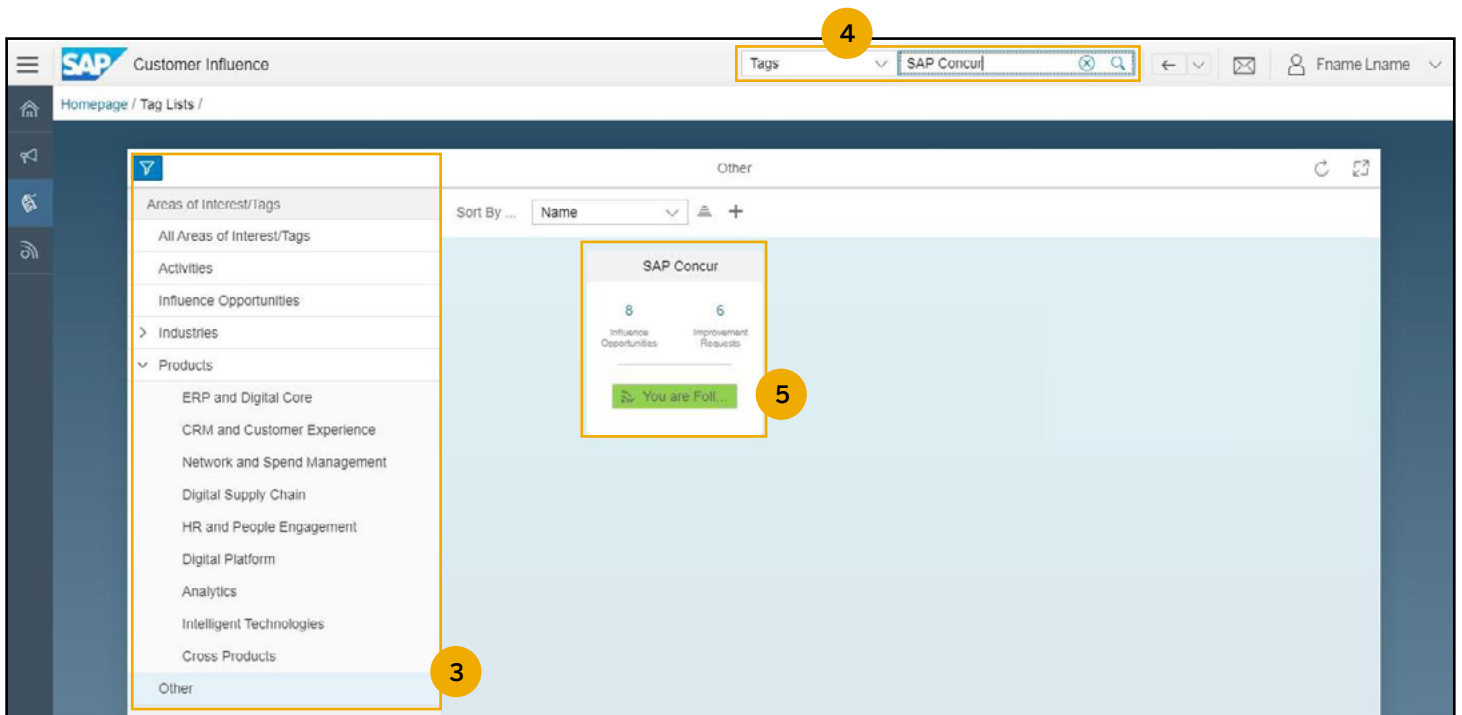 4
SAP Customer Influence Tags SAP Concur Fname Lname
Homepage / Tag Lists /
Other
Areas of Interest/Tags
Sort By ... Name
All Areas of Interest/Tags
Activities
Influence Opportunities
Industries
Products
ERP and Digital Core
CRM and Customer Experience
Network and Spend Management
Digital Supply Chain
HR and People Engagement
Digital Platform
Analytics
Intelligent Technologies
Cross Products
Other
3
SAP Concur
8 6
Influence Improvement
Opportunities Requests
You are Foll...
5